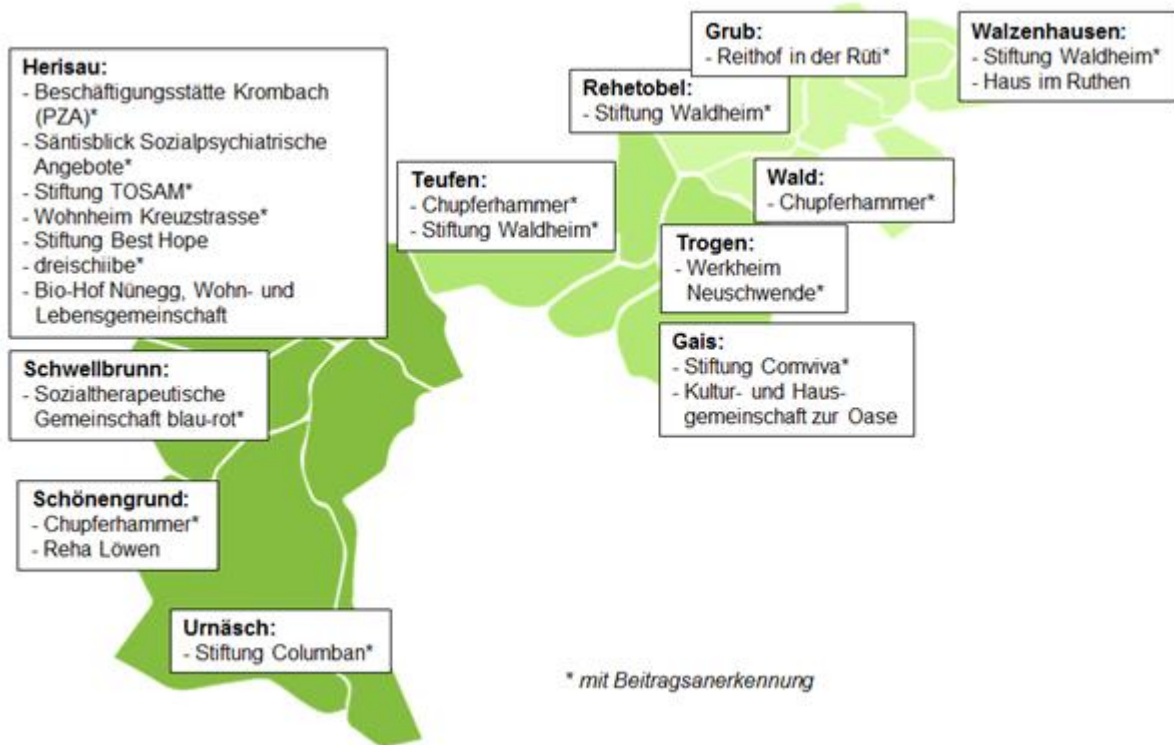 Herisau:
- Beschäftigungsstätte Krombach
(PZA)*
- Säntisblick Sozialpsychiatrische
Angebote*
- Stiftung TOSAM*
- Wohnheim Kreuzstrasse*
- Stiftung Best Hope
- dreischiibe*
- Bio-Hof Nünegg, Wohn- und
Lebensgemeinschaft
Schwellbrunn:
- Sozialtherapeutische
Gemeinschaft blau-rot*
Schönengrund:
- Chupferhammer*
- Reha Löwen
Urnäsch:
- Stiftung Columban*
Teufen:
- Chupferhammer*
- Stiftung Waldheim*
Rehetobel:
- Stiftung Waldheim*
Grub:
- Reithof in der Rüti*
Walzenhausen:
- Stiftung Waldheim*
- Haus im Ruthen
Wald:
- Chupferhammer*
Trogen:
- Werkheim
Neuschwende*
Gais:
- Stiftung Comviva*
- Kultur- und Haus-
gemeinschaft zur Oase
* mit Beitragsanerkennung